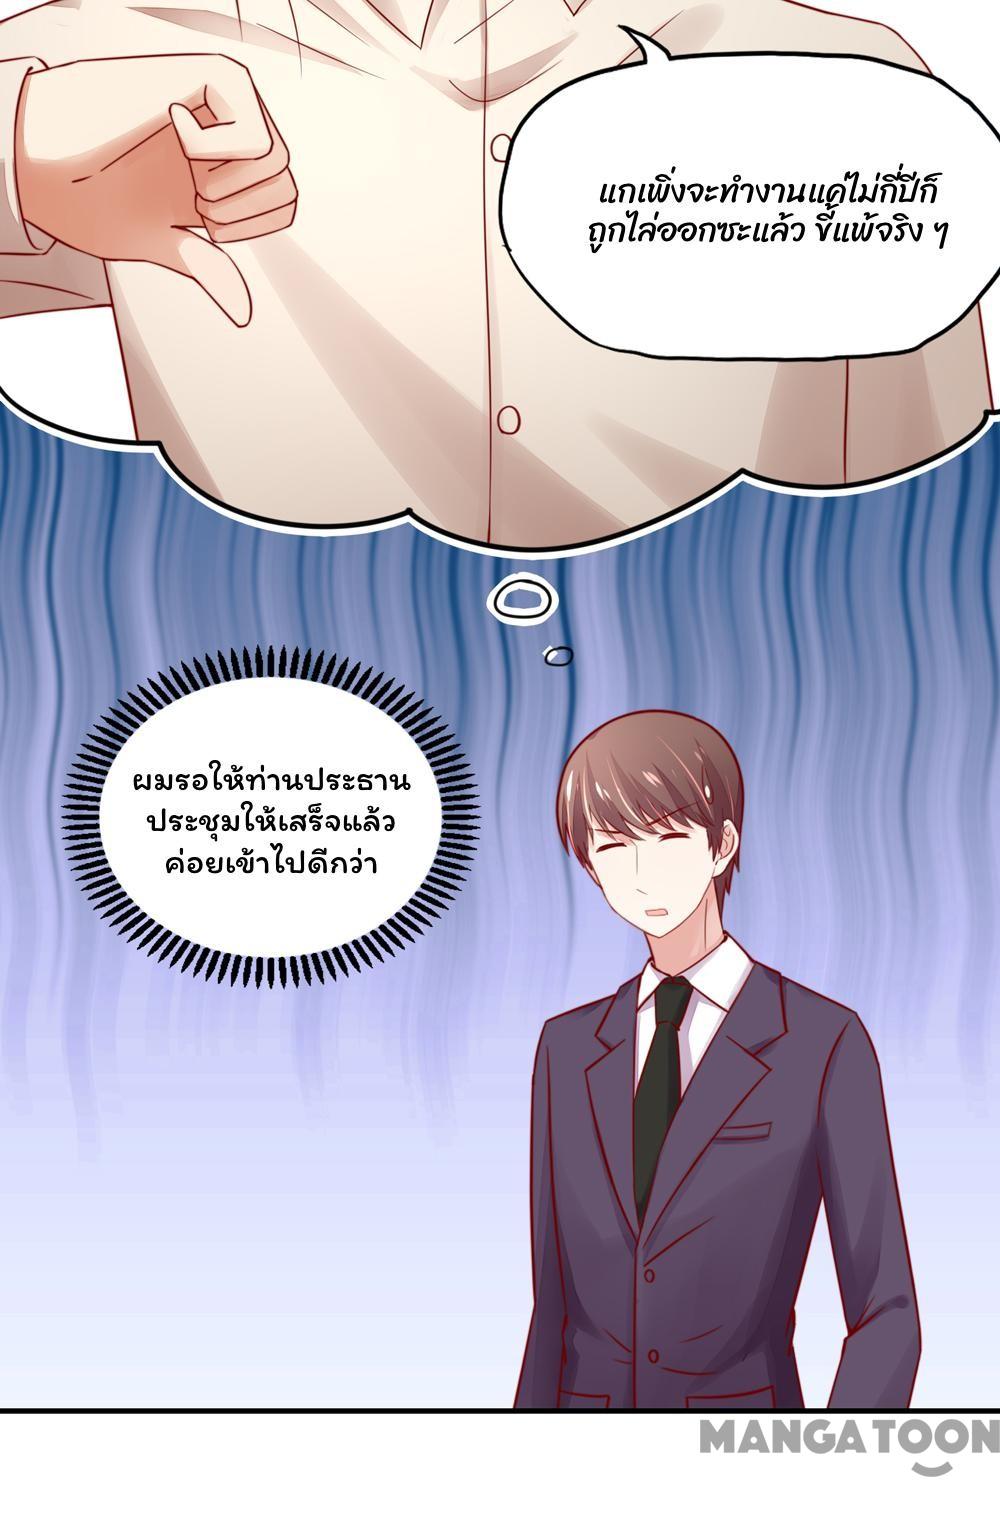 แกเพิ่งจะทำงานแค่ไม่กี่ปีก็
ถูกไล่ออกซะแล้ว ขี้แพ้จริง ๆ
ผมรอให้ท่านประธาน
ประชุมให้เสร็จแล้ว
ค่อยเข้าไปดีกว่า
MANGATOON